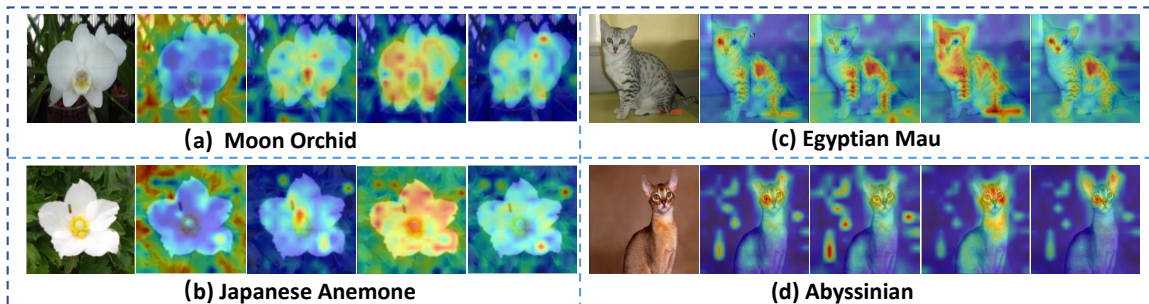 (a) Moon Orchid
(c) Egyptian Mau
(b) Japanese Anemone
(d) Abyssinian